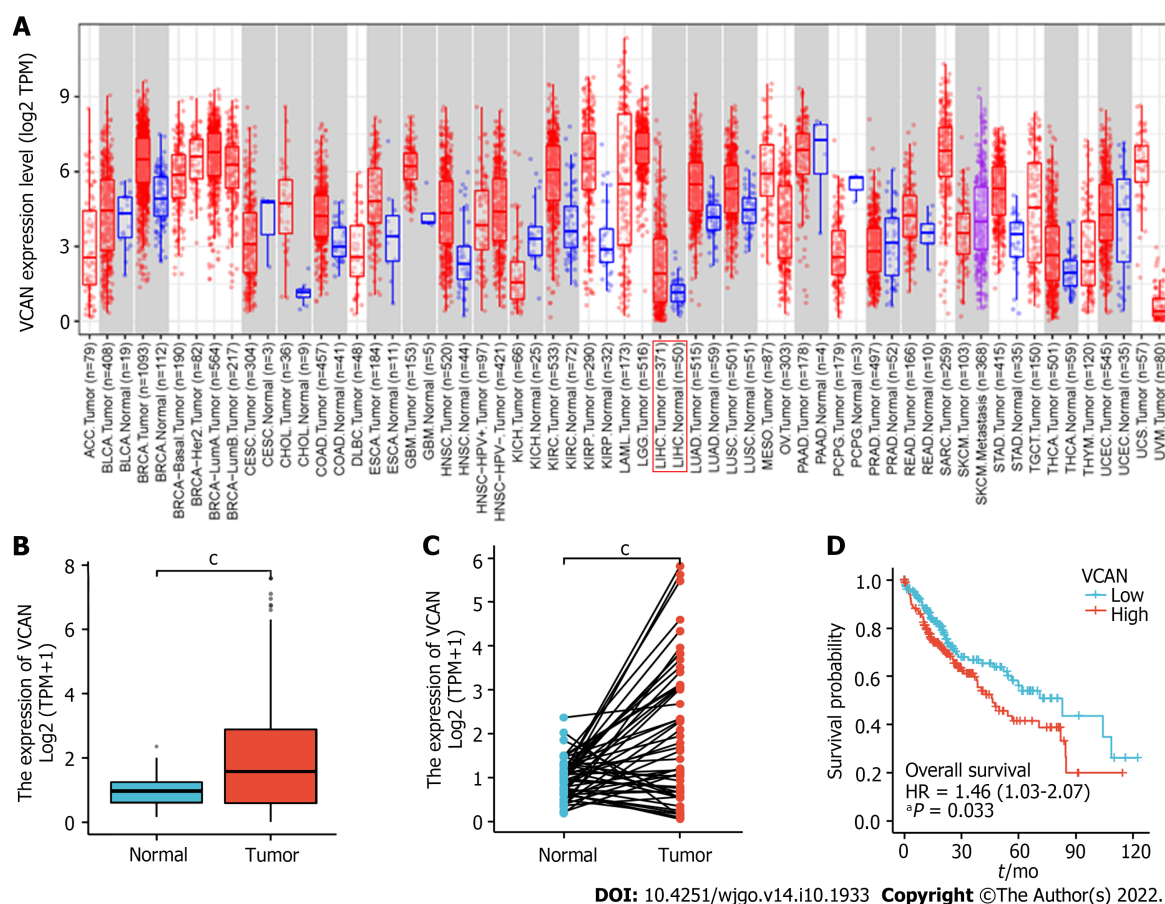 A
VCAN expression level (log2 TPM)
9
6
3
0
ACC.Tumor (n=79)
BLCA.Tumor (n=408)
BLCA.Normal (n=19)
BRCA.Tumor (n=1093)
BRCA.Normal (n=112)
BRCA-Basal.Tumor (n=190)
BRCA-Her2.Tumor (n=82)
BRCA-LumA.Tumor (n=564)
BRCA-LumB.Tumor (n=217)
CESC.Tumor (n=304)
CESC.Normal (n=3)
CHOL.Tumor (n=36)
CHOL.Normal (n=9)
COAD.Tumor (n=457)
COAD.Normal (n=41)
DLBC.Tumor (n=48)
ESCA.Tumor (n=184)
ESCA.Normal (n=11)
GBM.Tumor (n=153)
GBM.Normal (n=5)
HNSC.Tumor (n=520)
HNSC.Normal (n=44)
HNSC-HPV+.Tumor (n=97)
HNSC-HPV-.Tumor (n=421)
KICH.Tumor (n=66)
KICH.Normal (n=25)
KIRC.Tumor (n=533)
KIRC.Normal (n=72)
KIRP.Tumor (n=290)
KIRP.Normal (n=32)
LAML.Tumor (n=173)
LGG.Tumor (n=516)
LIHC.Tumor (n=371)
LIHC.Normal (n=50)
LUAD.Tumor (n=515)
LUAD.Normal (n=59)
LUSC.Tumor (n=501)
LUSC.Normal (n=51)
MESO.Tumor (n=87)
OV.Tumor (n=303)
PAAD.Tumor (n=178)
PAAD.Normal (n=4)
PCPG.Tumor (n=179)
PCPG.Normal (n=3)
PRAD.Tumor (n=497)
PRAD.Normal (n=52)
READ.Tumor (n=166)
READ.Normal (n=10)
SARC.Tumor (n=259)
SKCM.Tumor (n=103)
SKCM.Metastasis (n=368)
STAD.Tumor (n=415)
STAD.Normal (n=35)
TGCT.Tumor (n=150)
THCA.Tumor (n=501)
THCA.Normal (n=59)
THYM.Tumor (n=120)
UCEC.Tumor (n=545)
UCEC.Normal (n=35)
UCS.Tumor (n=57)
UVM.Tumor (n=80)
B
The expression of VCAN
Log2 (TPM+1)
8
6
4
2
0
c
Normal
Tumor
C
The expression of VCAN
Log2 (TPM+1)
6
5
4
3
2
1
0
c
Normal
Tumor
D
Survival probability
1.0
0.8
0.6
0.4
0.2
0.0
VCAN
Low
High
Overall survival
HR = 1.46 (1.03-2.07)
aP = 0.033
0
30
60
90
120
t/mo
DOI: 10.4251/wjgo.v14.i10.1933 Copyright ©The Author(s) 2022.